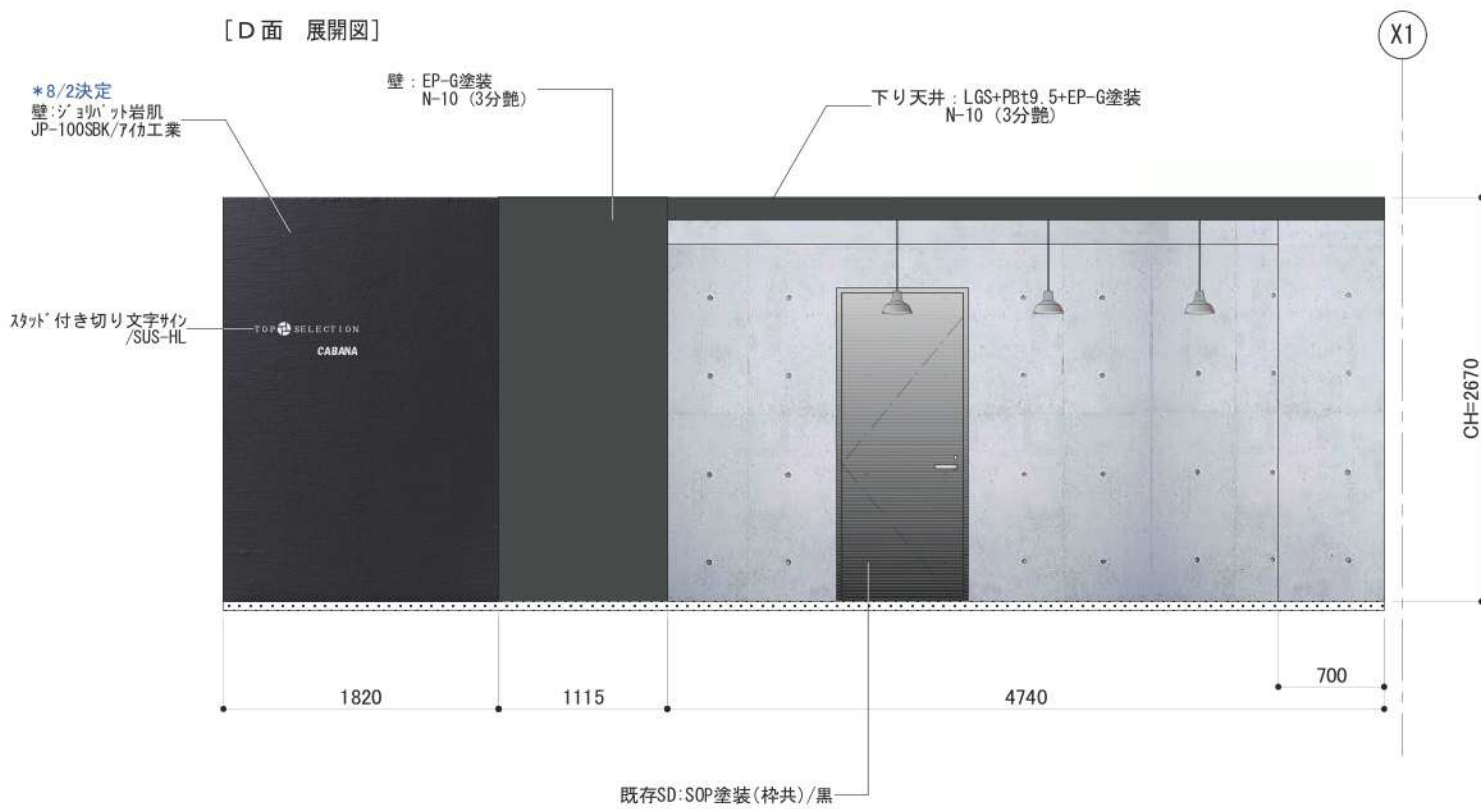 [D面　展開図]
X1
*8/2決定
壁:ジョリパット岩肌
JP-100SBK/アイカ工業
壁：EP-G塗装
N-10 (3分艶)
下り天井：LGS+PBt9.5+EP-G塗装
N-10 (3分艶)
スタッド付き切り文字サイン
/SUS-HL
TOP SELECTION
CABANA
CH=2670
1820
1115
4740
700
既存SD:SOP塗装(枠共)/黒